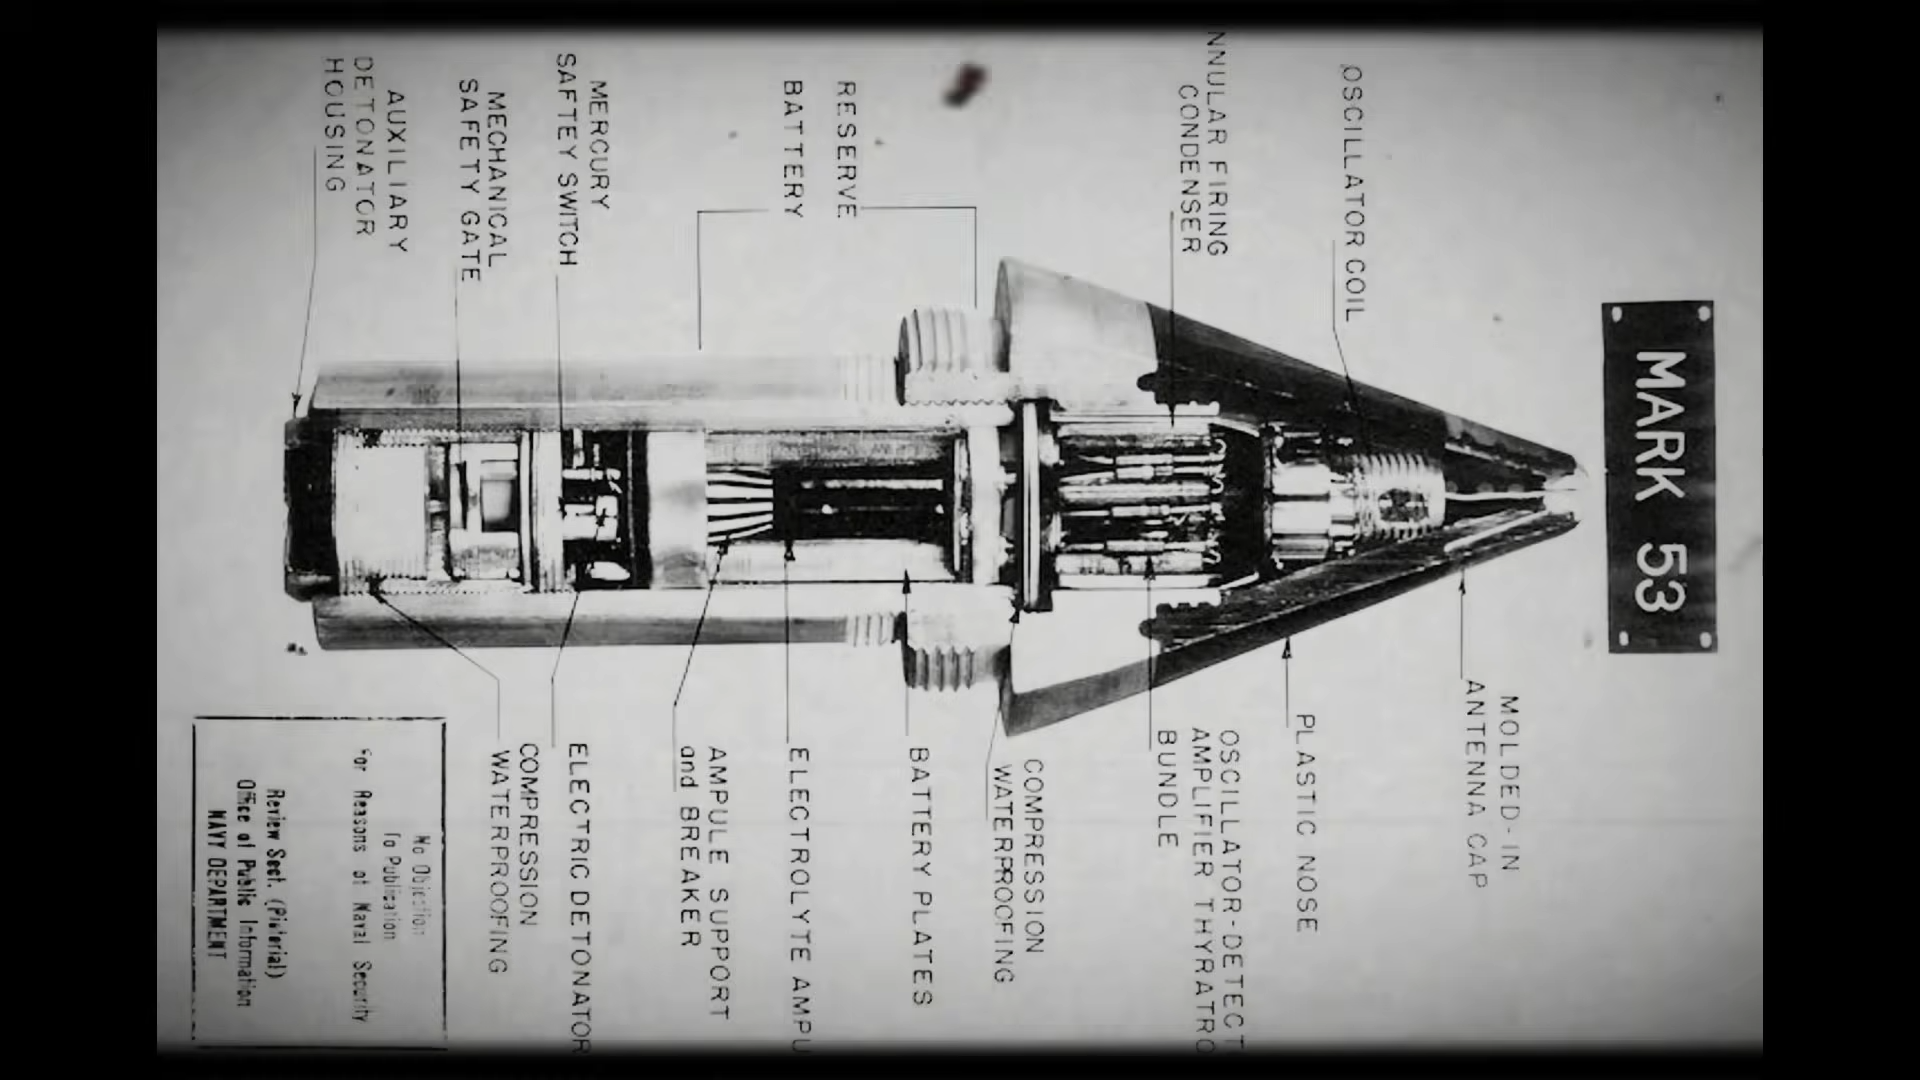 MARK 53
OSCILLATOR COIL
NNULAR FIRING
CONDENSER
RESERVE
BATTERY
MERCURY
SAFTEY SWITCH
MECHANICAL
SAFETY GATE
AUXILIARY
DETONATOR
HOUSING
MOLDED-IN
ANTENNA CAP
PLASTIC NOSE
OSCILLATOR-DETECT
AMPLIFIER THYRATRO
BUNDLE
COMPRESSION
WATERPROOFING
BATTERY PLATES
ELECTROLYTE AMPU
AMPULE SUPPORT
and BREAKER
ELECTRIC DETONATOR
COMPRESSION
WATERPROOFING
No Objection
To Publication
For Reasons of Naval Security
Review Sect. (Pictorial)
Office of Public Information
NAVY DEPARTMENT